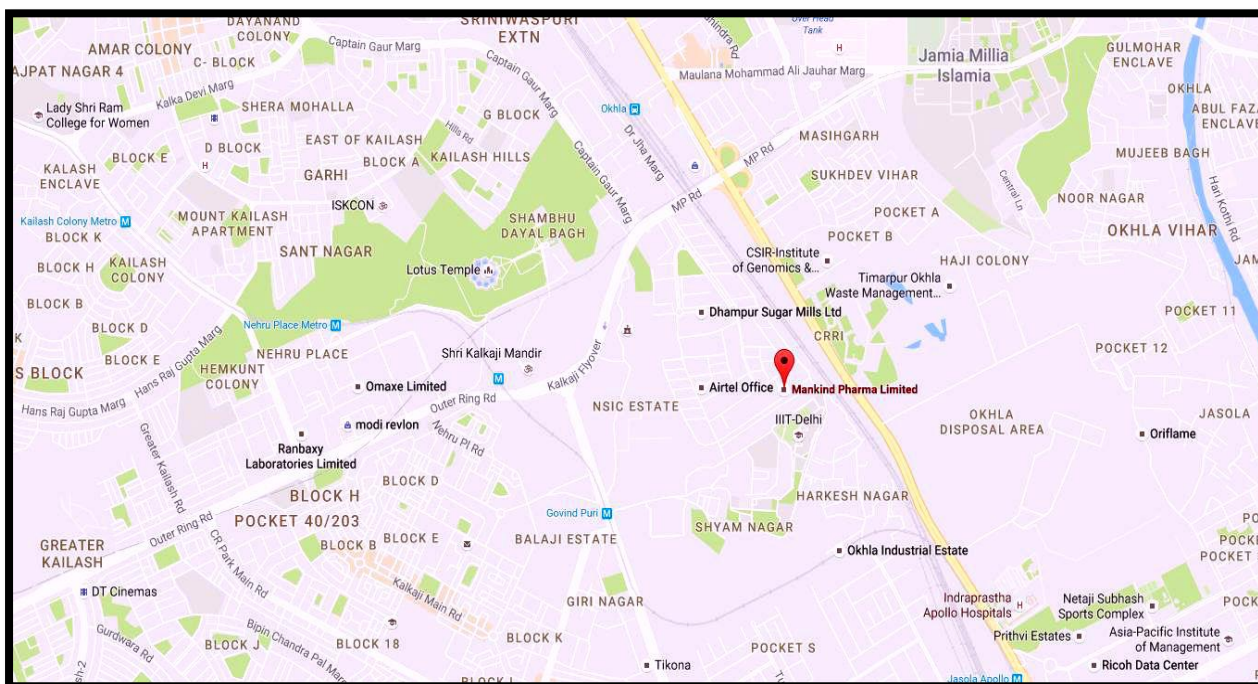 DAYANAND
COLONY
SRINIWASPURI
EXTN
Over Head
Tank
Captain Gaur Marg
AMAR COLONY
C- BLOCK
Captain Gaur Marg
H
Jamia Millia
Islamia
GULMOHAR
ENCLAVE
AJPAT NAGAR 4
Kalka Devi Marg
Maulana Mohammad Ali Jauhar Marg
OKHLA
Lady Shri Ram
College for Women
SHERA MOHALLA
G BLOCK
Okhla
ABUL FAZA
ENCLAVE
D BLOCK
EAST OF KAILASH
Hills Rd
Dr Jha Marg
MASIHGARH
BLOCK E
H
BLOCK A
KAILASH HILLS
Captain Gaur Marg
MP Rd
MUJEEB BAGH
KALASH
ENCLAVE
GARHI
SUKHDEV VIHAR
Central Ln
NOOR NAGAR
Hari Kothi Rd
ISKCON
MP Rd
Kailash Colony Metro M
MOUNT KAILASH
APARTMENT
SHAMBHU
DAYAL BAGH
POCKET A
BLOCK K
POCKET B
OKHLA VIHAR
SANT NAGAR
CSIR-Institute
of Genomics &...
HAJI COLONY
JAM
BLOCK H
KAILASH
COLONY
Lotus Temple
Timarpur Okhla
Waste Management...
BLOCK B
Dhampur Sugar Mills Ltd
POCKET 11
BLOCK D
Nehru Place Metro M
CRRI
K
BLOCK E
Hans Raj Gupta Marg
NEHRU PLACE
Shri Kalkaji Mandir
Kalkaji Flyover
POCKET 12
S BLOCK
HEMKUNT
COLONY
Omaxe Limited
M
Airtel Office
Mankind Pharma Limited
Hans Raj Gupta Marg
Outer Ring Rd
NSIC ESTATE
IIIT-Delhi
OKHLA
DISPOSAL AREA
JASOLA
modi revlon
Nehru Pl Rd
Oriflame
Greater Kailash Rd
Ranbaxy
Laboratories Limited
BLOCK D
BLOCK H
HARKESH NAGAR
Outer Ring Rd
POCKET 40/203
Govind Puri M
SHYAM NAGAR
GREATER
KAILASH
BLOCK B
BLOCK E
BALAJI ESTATE
Okhla Industrial Estate
CR Park Main Rd
DT Cinemas
Kalkaji Main Rd
GIRI NAGAR
Indraprastha
Apollo Hospitals H
Netaji Subhash
Sports Complex
Gurdwara Rd
BLOCK J
Bipin Chandra Pal Marg
BLOCK 18
BLOCK K
POCKET S
Prithvi Estates
Asia-Pacific Institute
of Management
Tikona
Ricoh Data Center
Jasola Apollo M